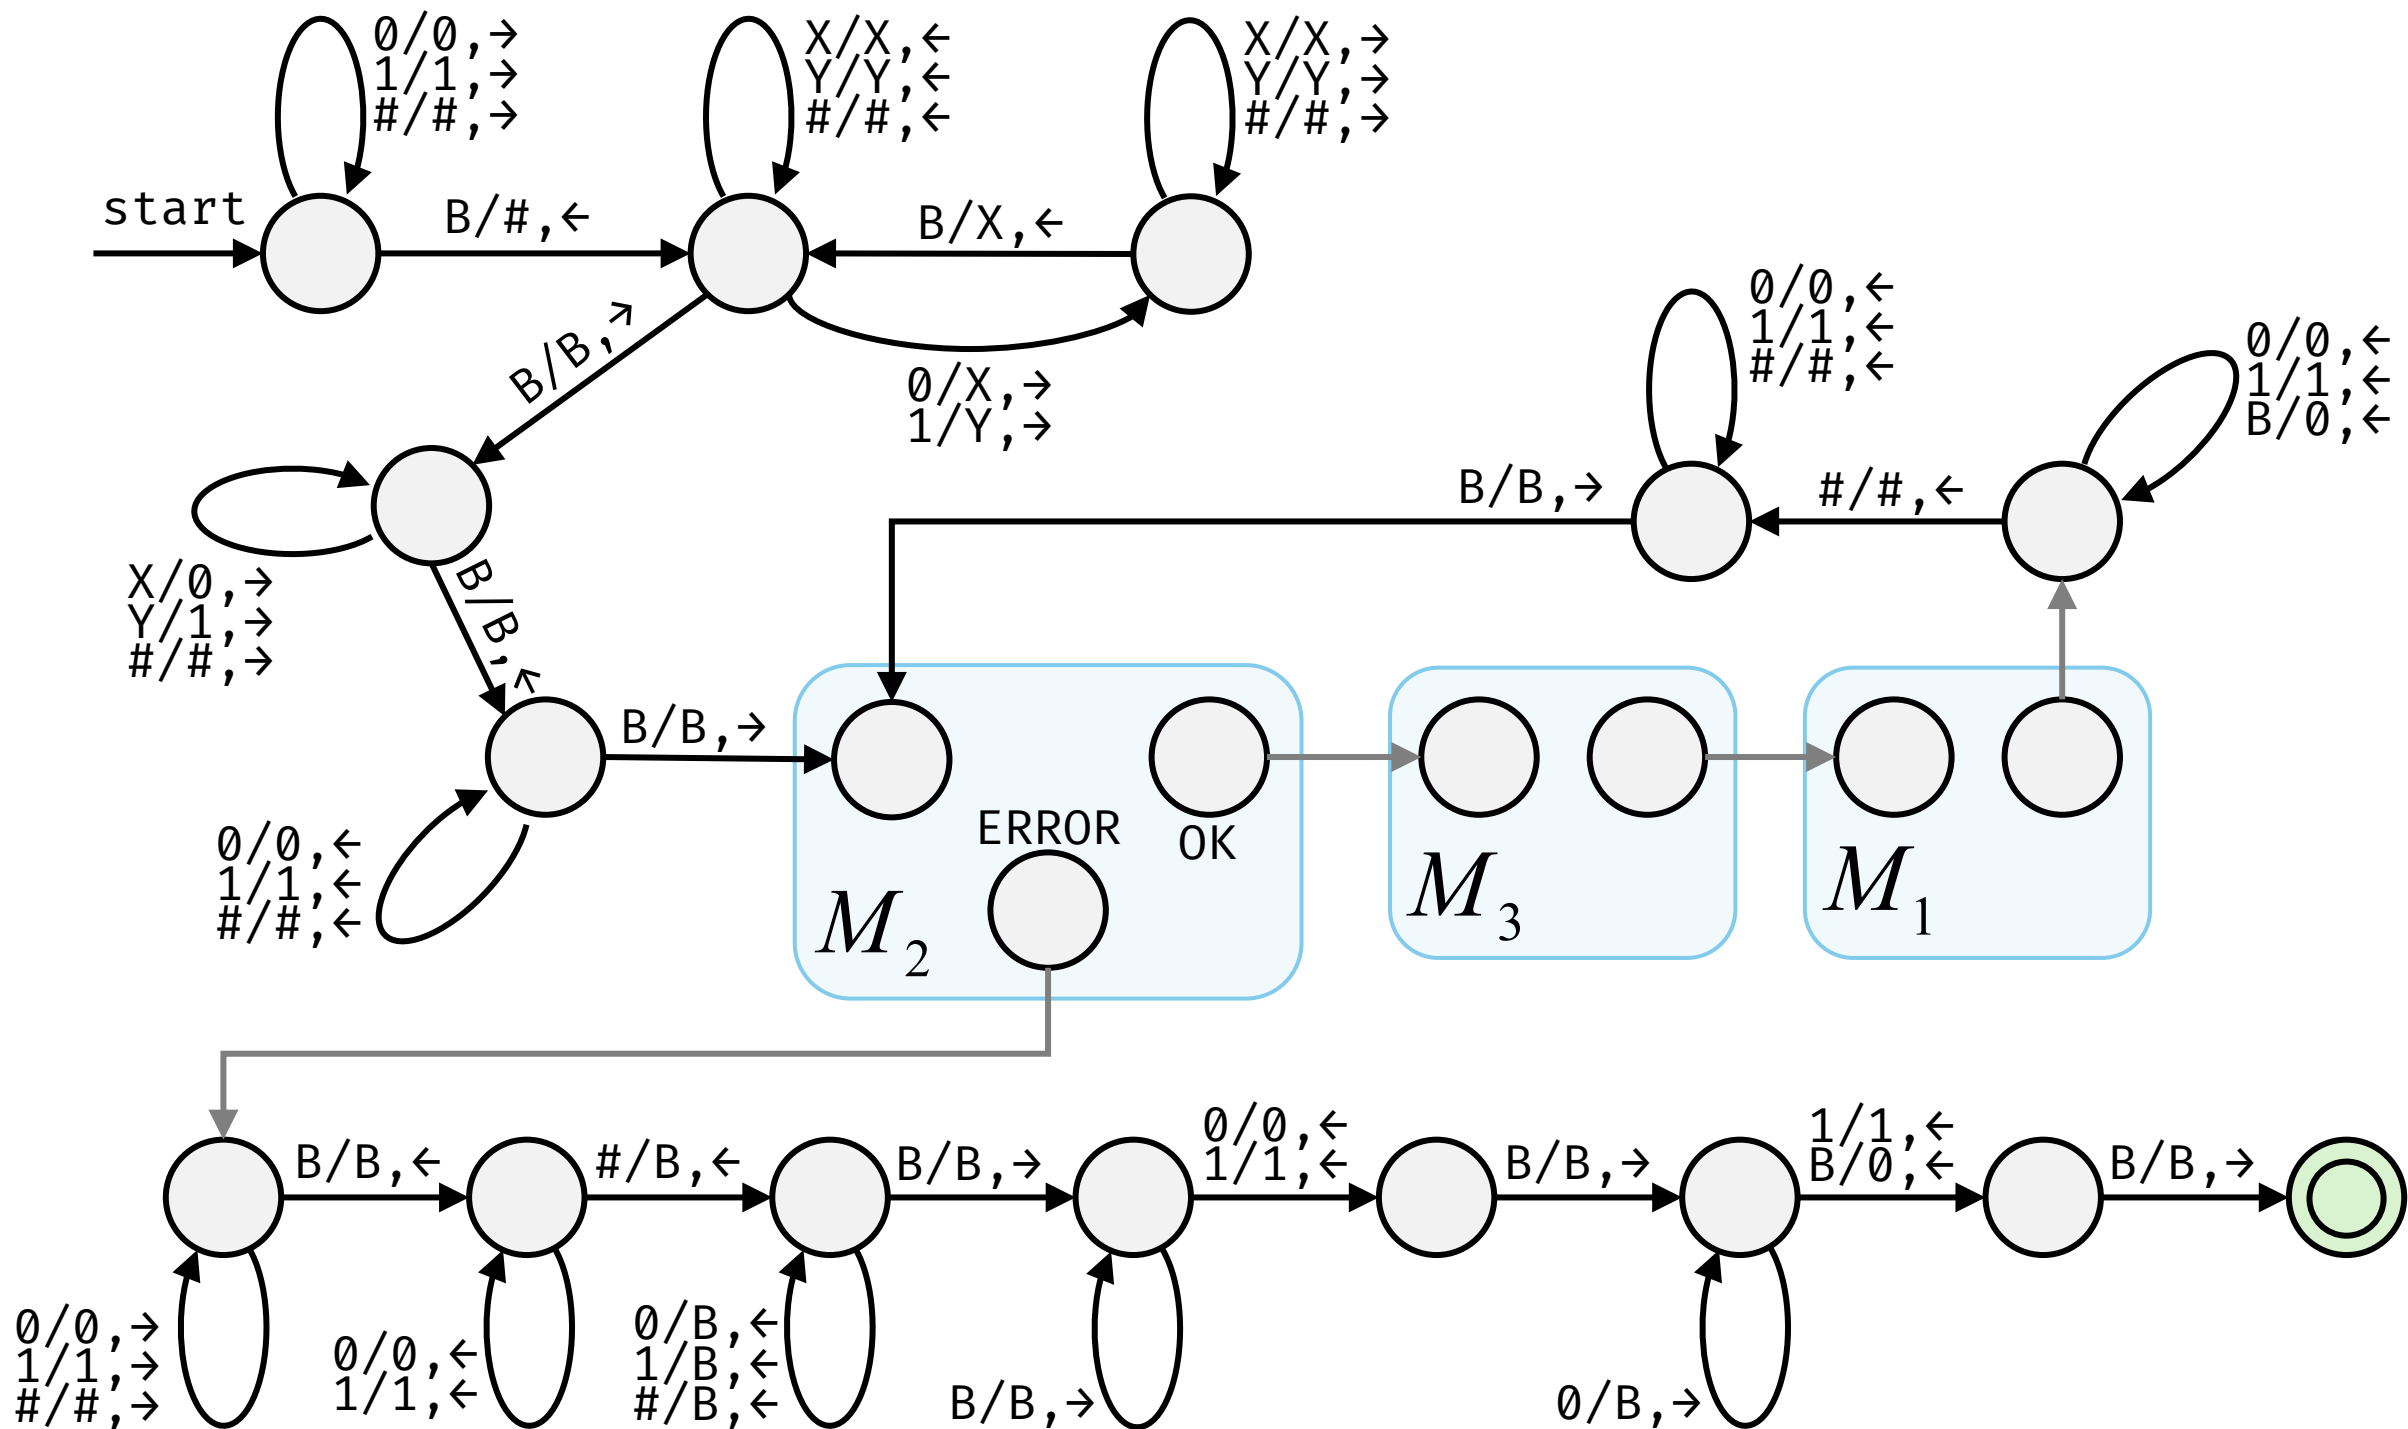 0/0,→
1/1,→
#/#,→
X/X,←
Y/Y,←
#/#,←
X/X,→
Y/Y,→
#/#,→
start
B/#,←
B/X,←
B/B,→
0/X,→
1/Y,→
0/0,←
1/1,←
#/#,←
0/0,←
1/1,←
B/0,←
B/B,→
#/#,←
X/0,→
Y/1,→
#/#,→
B/B,←
B/B,→
0/0,←
1/1,←
#/#,←
ERROR
OK
M2
M3
M1
B/B,←
#/B,←
B/B,→
0/0,←
1/1,←
B/B,→
1/1,←
B/0,←
B/B,→
0/0,→
1/1,→
#/#,→
0/0,←
1/1,←
0/B,←
1/B,←
#/B,←
B/B,→
0/B,→